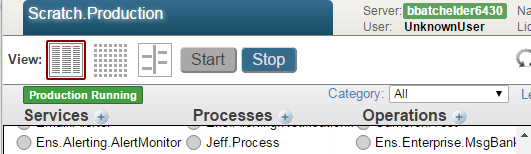 Scratch.Production
Server: bbatchelder6430
User: UnknownUser
View:
Start
Stop
Production Running
Category: All
Services
Processes
Operations
Ens.Alerting.AlertMonitor
Jeff.Process
Ens.Enterprise.MsgBank